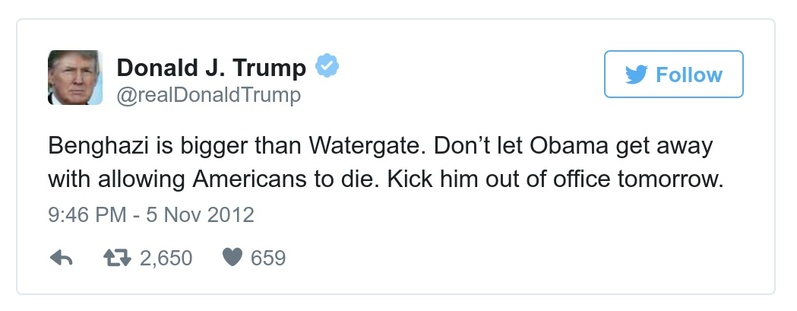 Donald J. Trump
@realDonaldTrump
Follow
Benghazi is bigger than Watergate. Don’t let Obama get away
with allowing Americans to die. Kick him out of office tomorrow.
9:46 PM - 5 Nov 2012
2,650 659